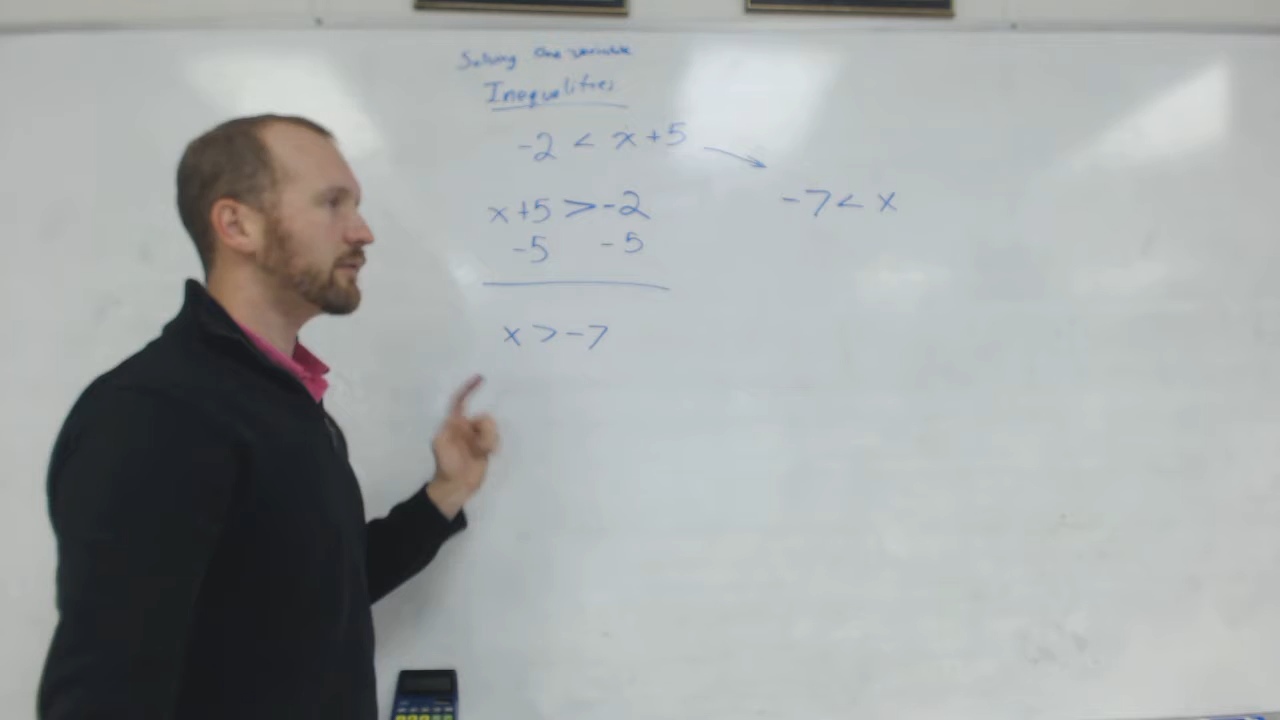 Solving One variable
Inequalities
-2 < x+5
x+5 > -2
-5 -5
x > -7
-7 < x